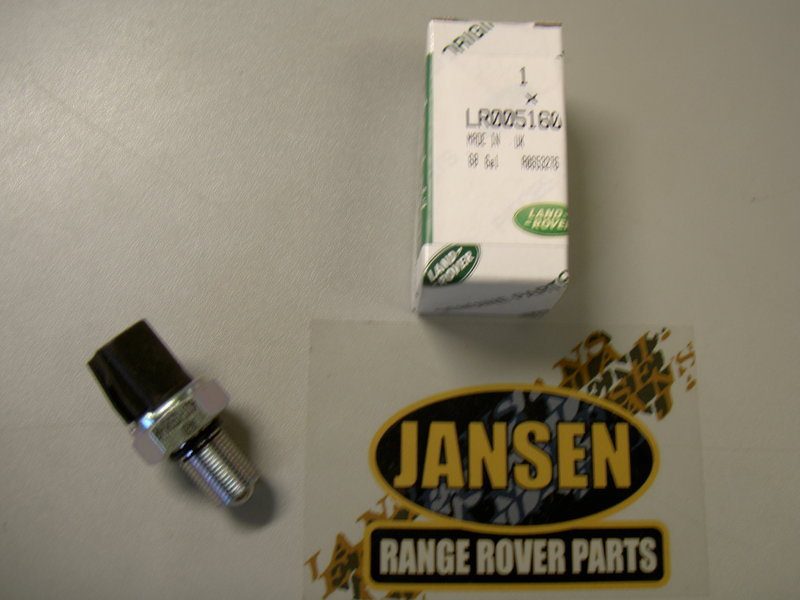 1
LR005160
MADE IN UK
LAND-
-ROVER
LAND-
-ROVER
JANSEN
RANGE ROVER PARTS